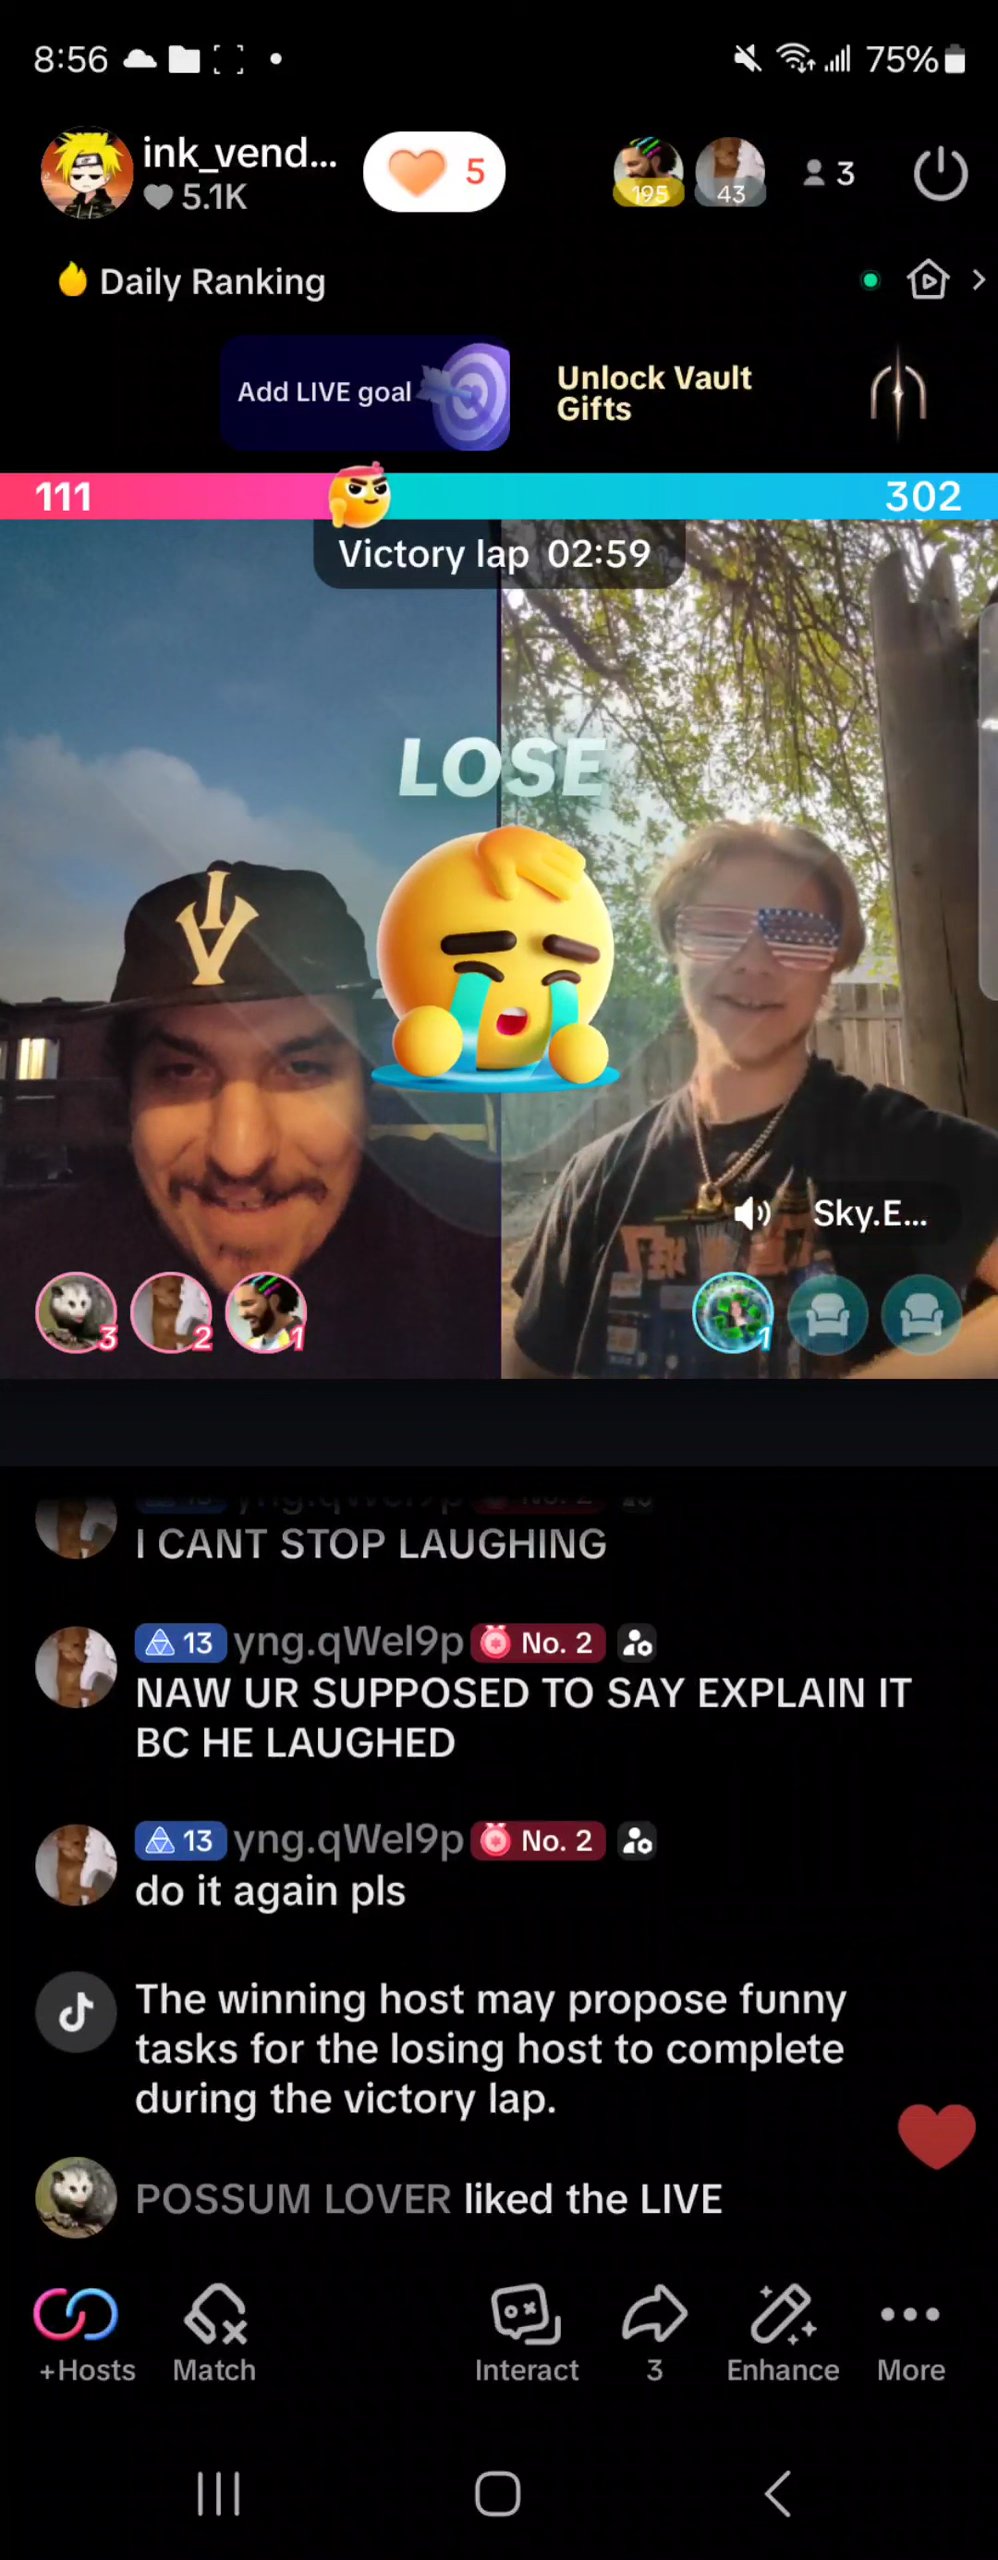 8:56
75%
ink_vend...
5.1K
5
195
43
3
Daily Ranking
Add LIVE goal
Unlock Vault
Gifts
111
302
Victory lap 02:59
LOSE
IV
Sky.E...
3
2
1
1
I CANT STOP LAUGHING
13 yng.qWel9p No. 2
NAW UR SUPPOSED TO SAY EXPLAIN IT
BC HE LAUGHED
13 yng.qWel9p No. 2
do it again pls
The winning host may propose funny
tasks for the losing host to complete
during the victory lap.
POSSUM LOVER liked the LIVE
+Hosts
Match
Interact
3
Enhance
More